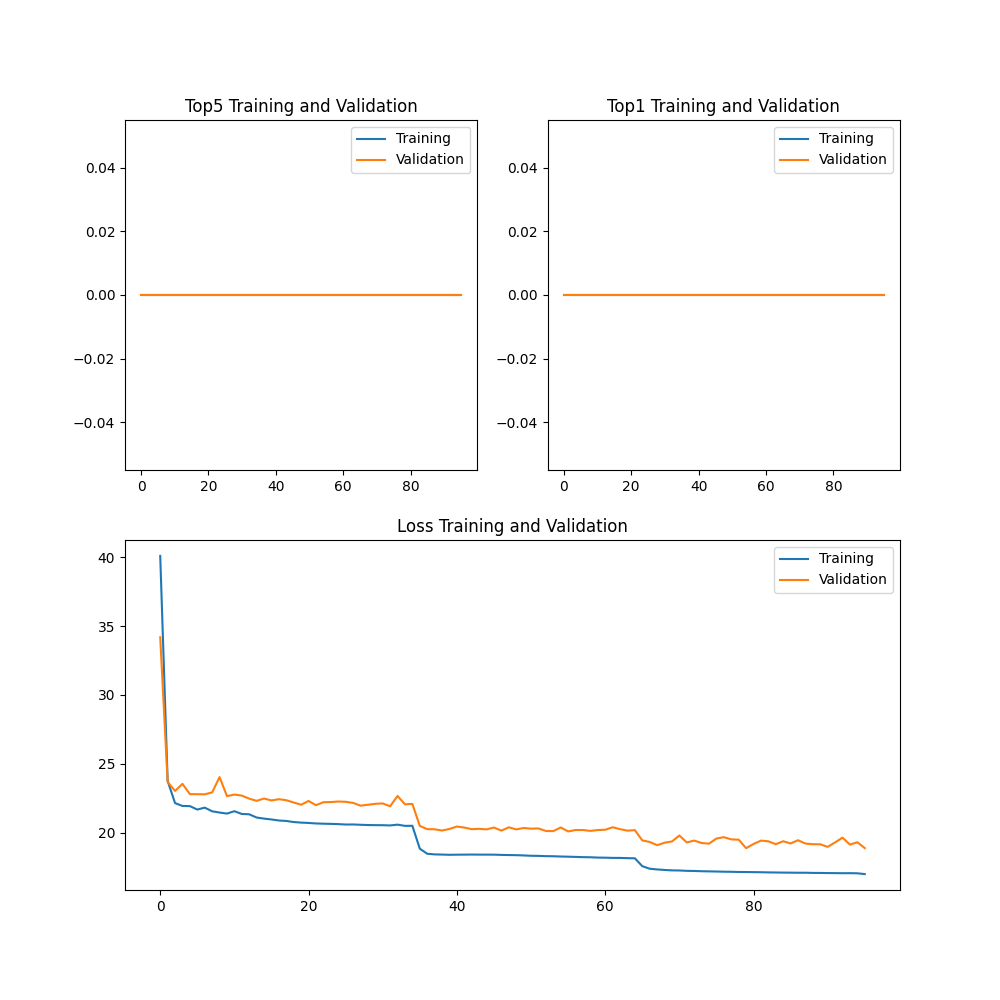 Top5 Training and Validation
Training
Validation
0.04
0.02
0.00
−0.02
−0.04
0 20 40 60 80
Top1 Training and Validation
Training
Validation
0.04
0.02
0.00
−0.02
−0.04
0 20 40 60 80
Loss Training and Validation
Training
Validation
40
35
30
25
20
0 20 40 60 80